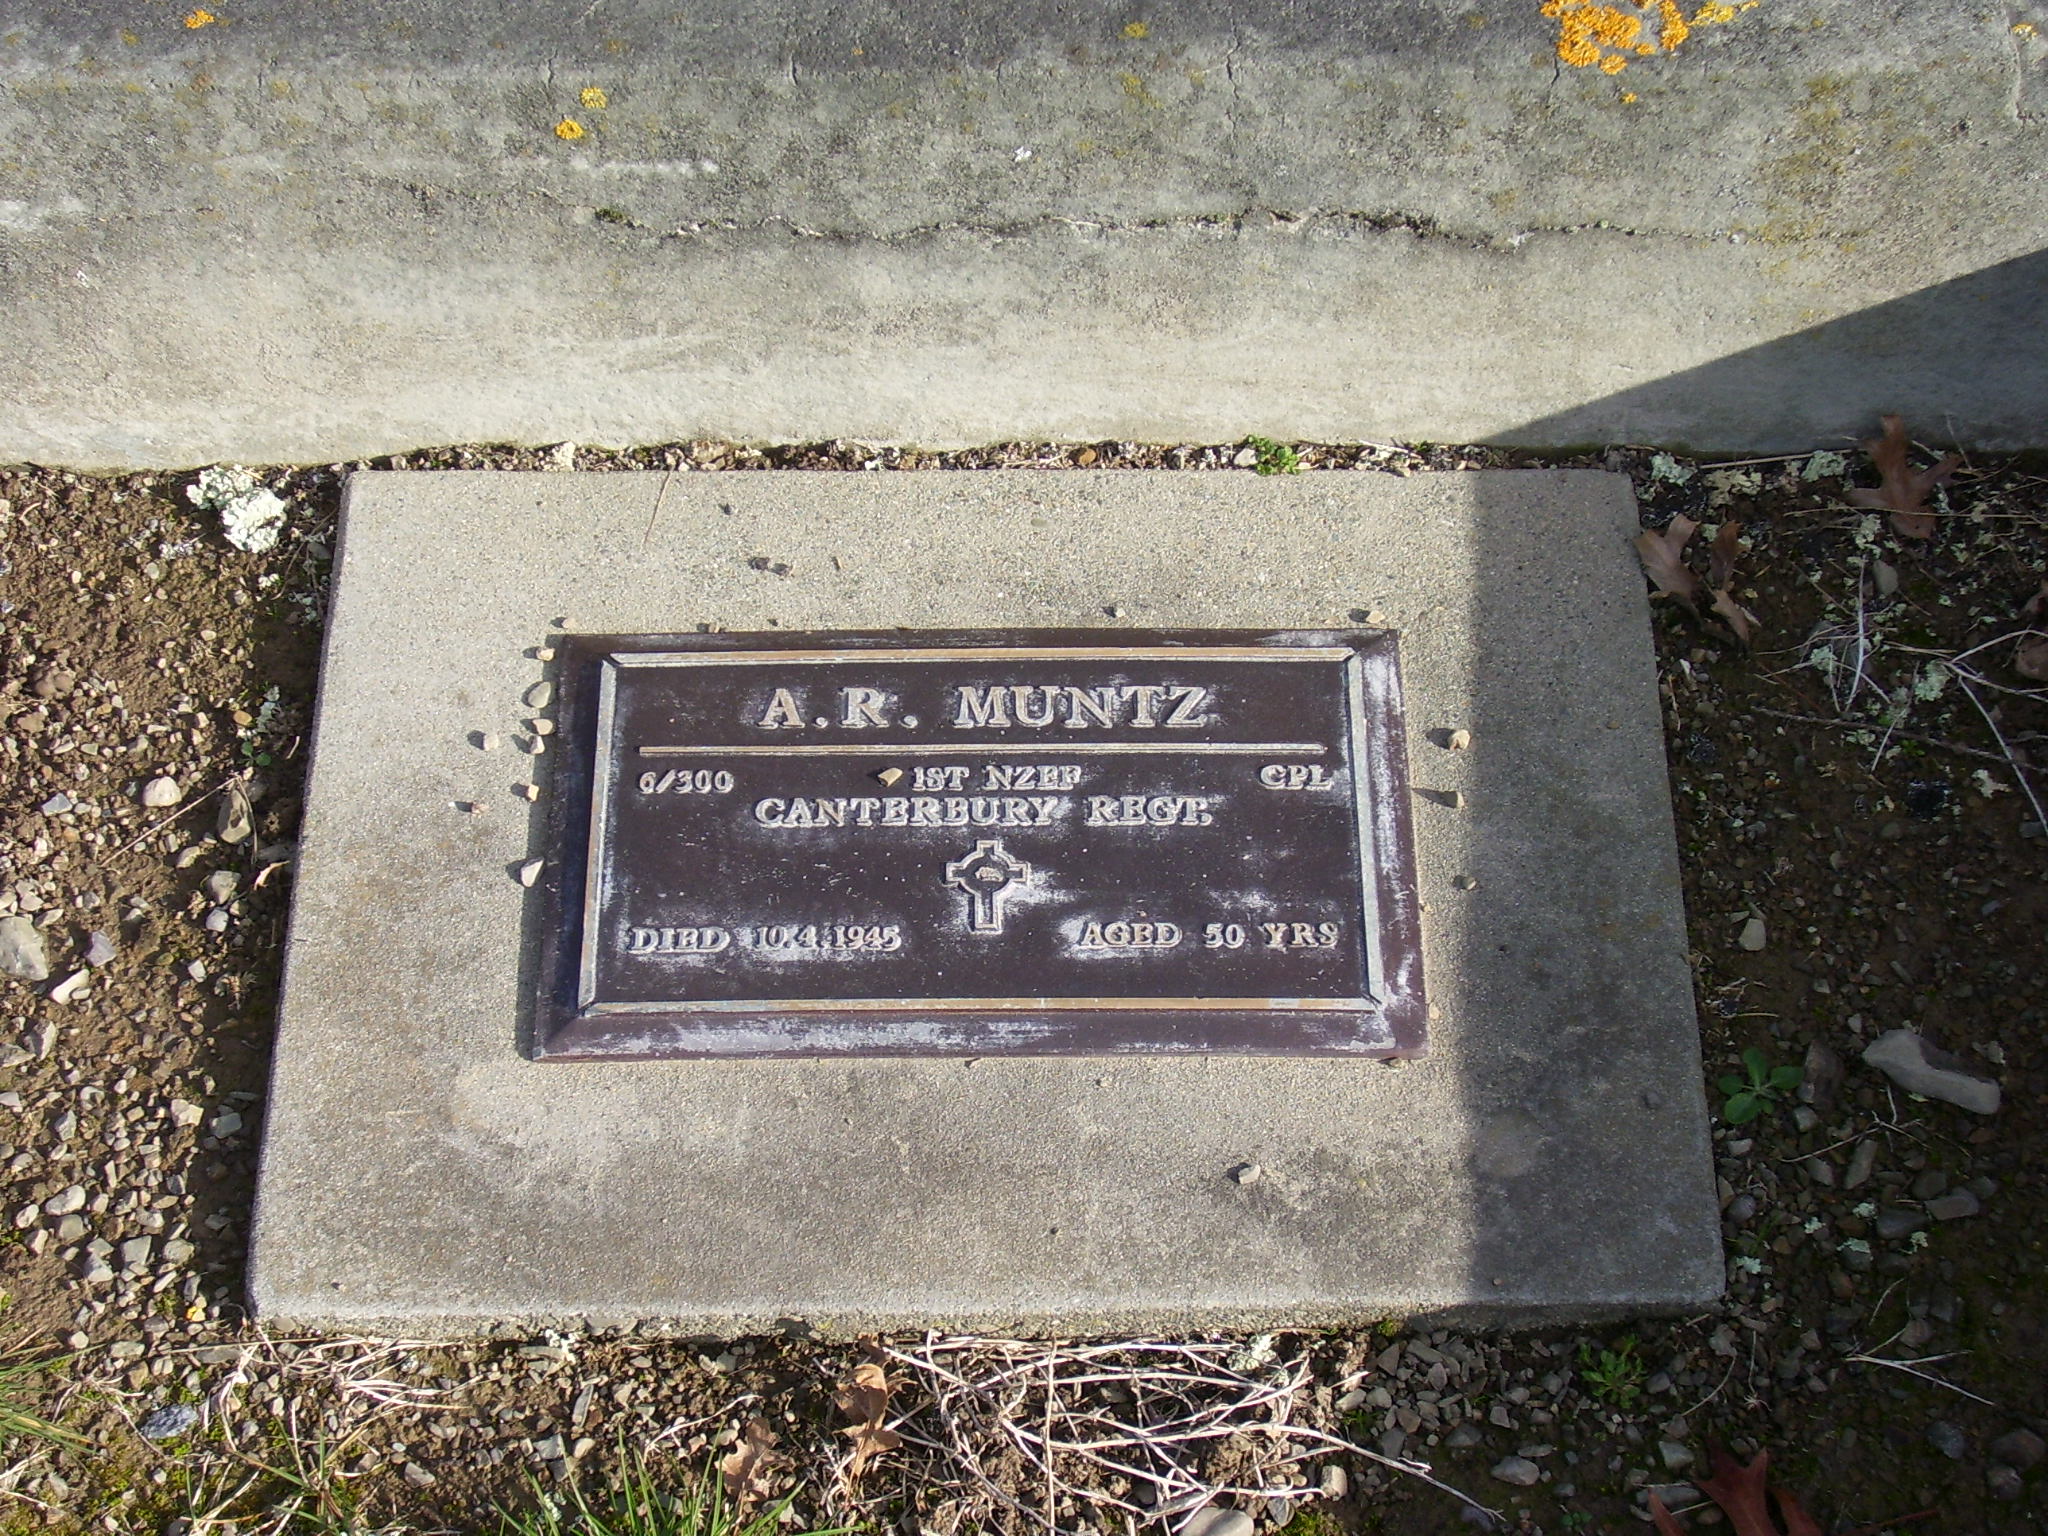 A.R. MUNTZ
6/300 1ST NZEF CPL
CANTERBURY REGT.
DIED 10.4.1945 AGED 50 YRS